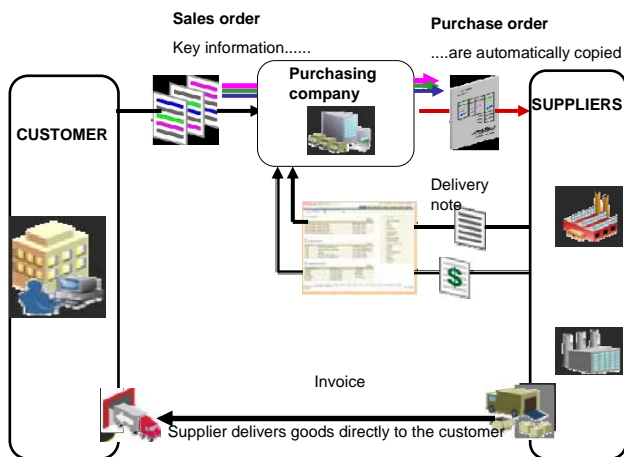 Sales order
Purchase order
Key information......
....are automatically copied
Purchasing
company
CUSTOMER
SUPPLIERS
Delivery
note
$
Invoice
Supplier delivers goods directly to the customer